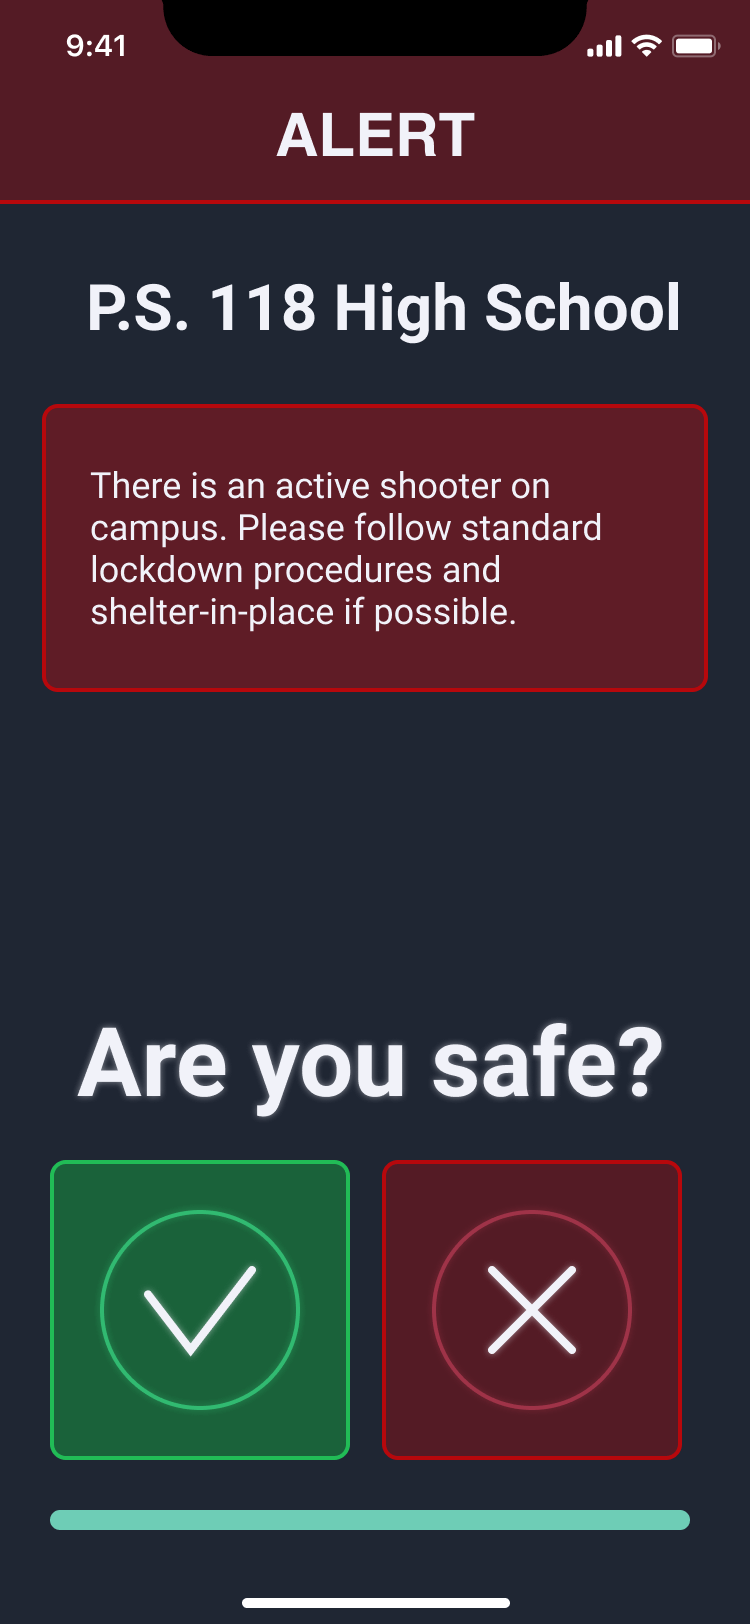 9:41
ALERT
P.S. 118 High School
There is an active shooter on
campus. Please follow standard
lockdown procedures and
shelter-in-place if possible.
Are you safe?